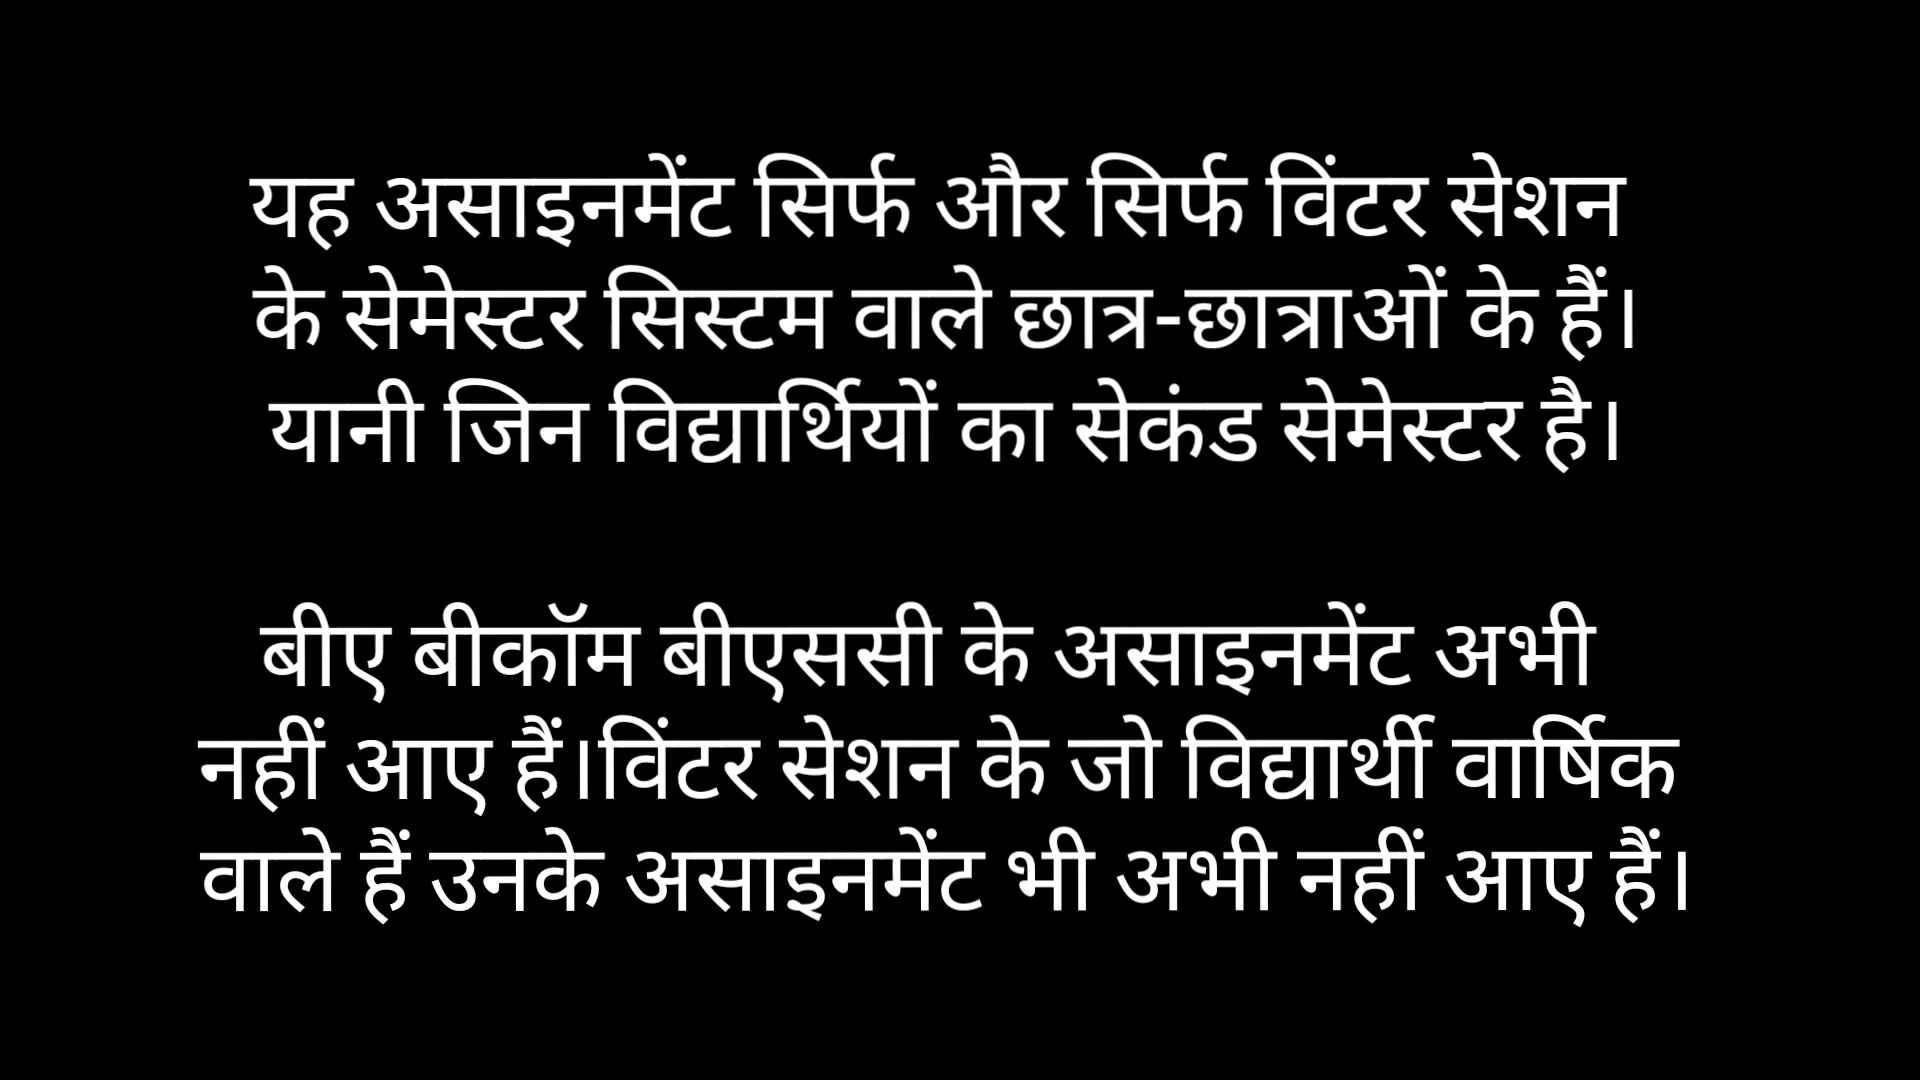 यह असाइनमेंट सिर्फ और सिर्फ विंटर सेशन
के सेमेस्टर सिस्टम वाले छात्र-छात्राओं के हैं।
यानी जिन विद्यार्थियों का सेकंड सेमेस्टर है।
बीए बीकॉम बीएससी के असाइनमेंट अभी
नहीं आए हैं।विंटर सेशन के जो विद्यार्थी वार्षिक
वाले हैं उनके असाइनमेंट भी अभी नहीं आए हैं।